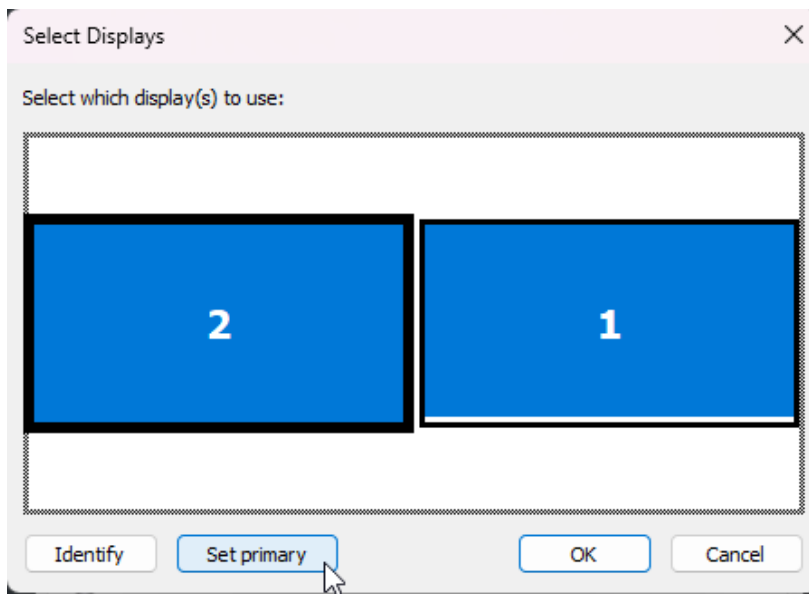 Select Displays
Select which display(s) to use:
2 1
Identify Set primary OK Cancel